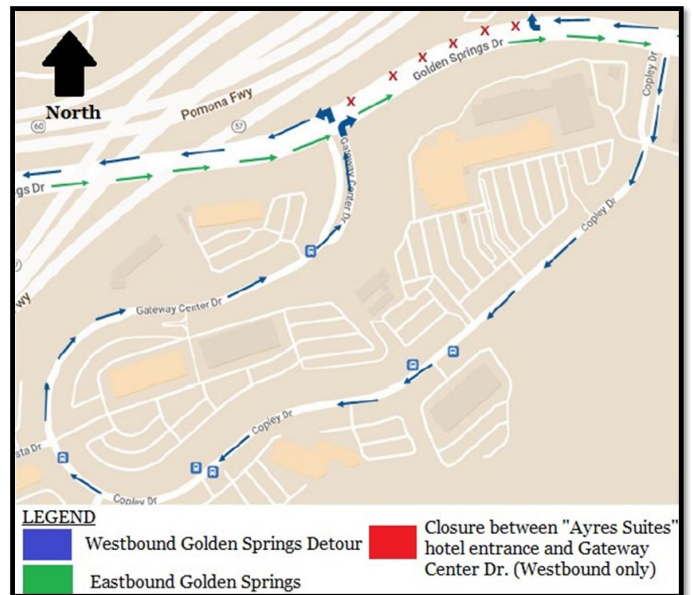 North
60
57
Pomona Fwy
Golden Springs Dr
X X X X X
Copley Dr
gs Dr
Gateway Center Dr
Copley Dr
wy
Gateway Center Dr
Copley Dr
sta Dr
Copley Dr
LEGEND
Westbound Golden Springs Detour
Eastbound Golden Springs
Closure between "Ayres Suites"
hotel entrance and Gateway
Center Dr. (Westbound only)